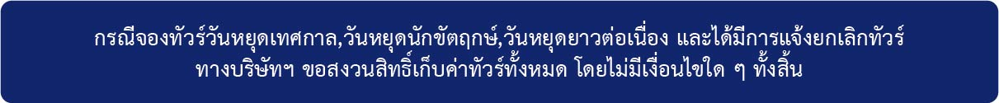 กรณีจองทัวร์วันหยุดเทศกาล,วันหยุดนักขัตฤกษ์,วันหยุดยาวต่อเนื่อง และได้มีการแจ้งยกเลิกทัวร์
ทางบริษัทฯ ขอสงวนสิทธิ์เก็บค่าทัวร์ทั้งหมด โดยไม่มีเงื่อนไขใด ๆ ทั้งสิ้น